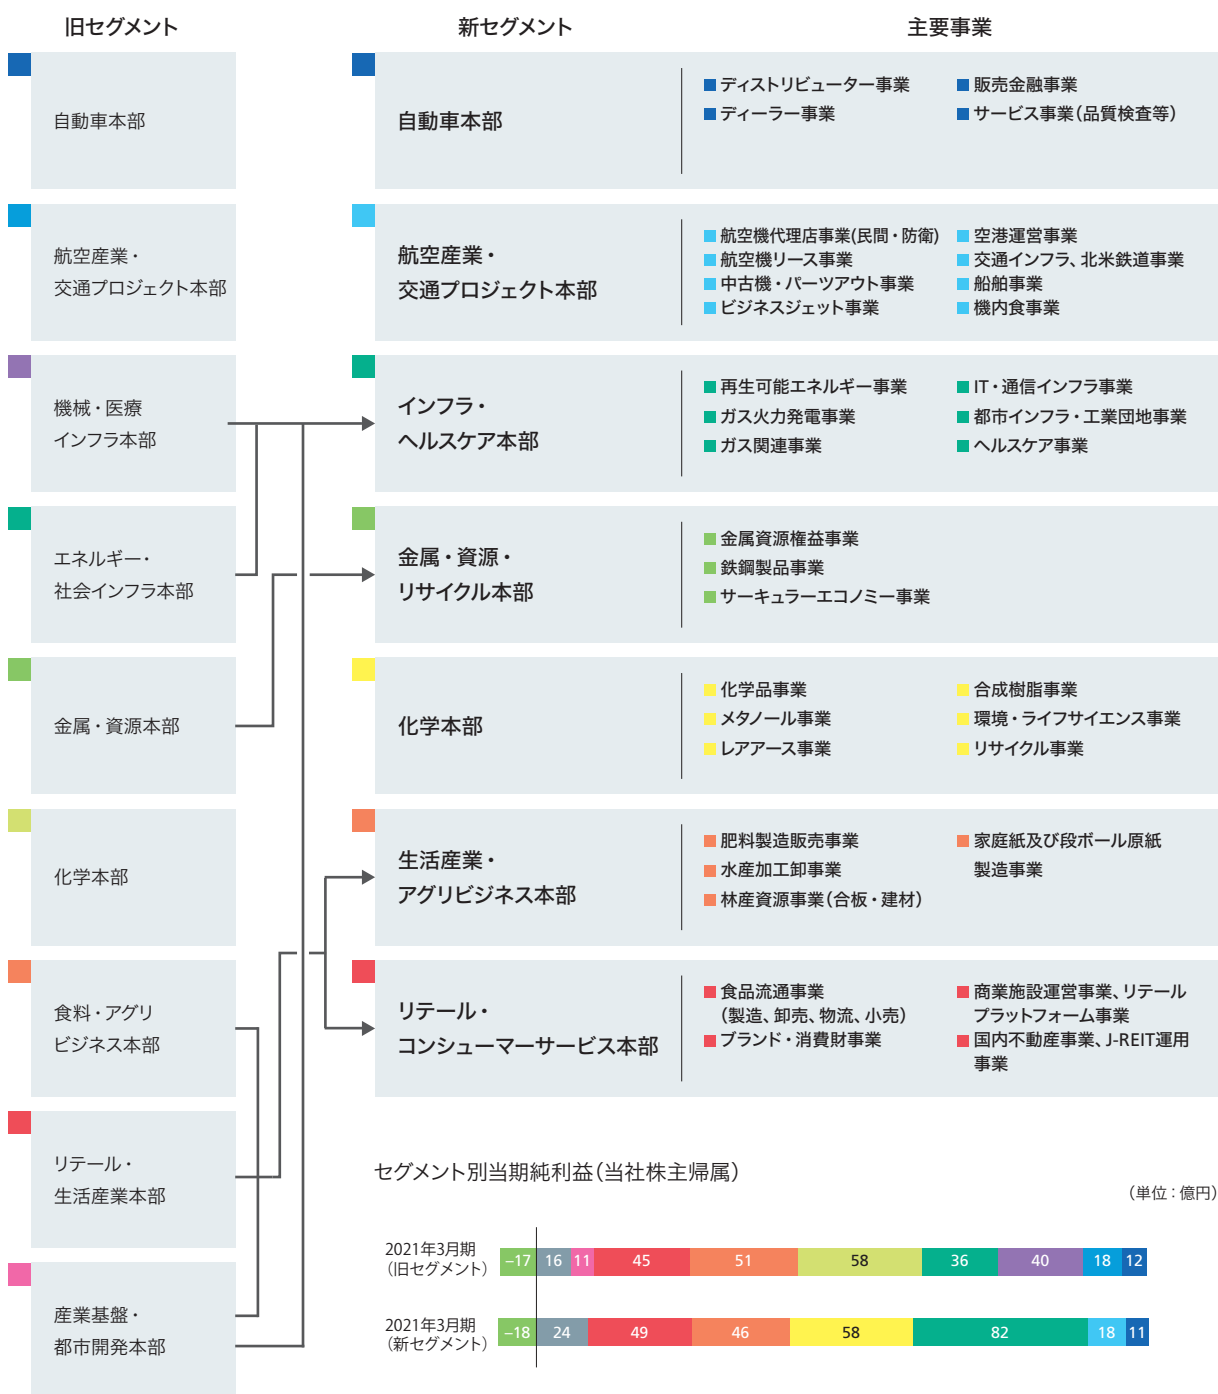 旧セグメント
新セグメント
主要事業
自動車本部
航空産業・
交通プロジェクト本部
機械・医療
インフラ本部
エネルギー・
社会インフラ本部
金属・資源本部
化学本部
食料・アグリ
ビジネス本部
リテール・
生活産業本部
産業基盤・
都市開発本部
自動車本部
ディストリビューター事業
ディーラー事業
販売金融事業
サービス事業（品質検査等）
航空産業・
交通プロジェクト本部
航空機代理店事業(民間・防衛)
航空機リース事業
中古機・パーツアウト事業
ビジネスジェット事業
空港運営事業
交通インフラ、北米鉄道事業
船舶事業
機内食事業
インフラ・
ヘルスケア本部
再生可能エネルギー事業
ガス火力発電事業
ガス関連事業
IT・通信インフラ事業
都市インフラ・工業団地事業
ヘルスケア事業
金属・資源・
リサイクル本部
金属資源権益事業
鉄鋼製品事業
サーキュラーエコノミー事業
化学本部
化学品事業
メタノール事業
レアアース事業
合成樹脂事業
環境・ライフサイエンス事業
リサイクル事業
生活産業・
アグリビジネス本部
肥料製造販売事業
水産加工卸事業
林産資源事業（合板・建材）
家庭紙及び段ボール原紙
製造事業
リテール・
コンシューマーサービス本部
食品流通事業
（製造、卸売、物流、小売）
ブランド・消費財事業
商業施設運営事業、リテール
プラットフォーム事業
国内不動産事業、J-REIT運用
事業
セグメント別当期純利益（当社株主帰属）
（単位：億円）
2021年3月期
（旧セグメント）
–17 16 11 45 51 58 36 40 18 12
2021年3月期
（新セグメント）
–18 24 49 46 58 82 18 11